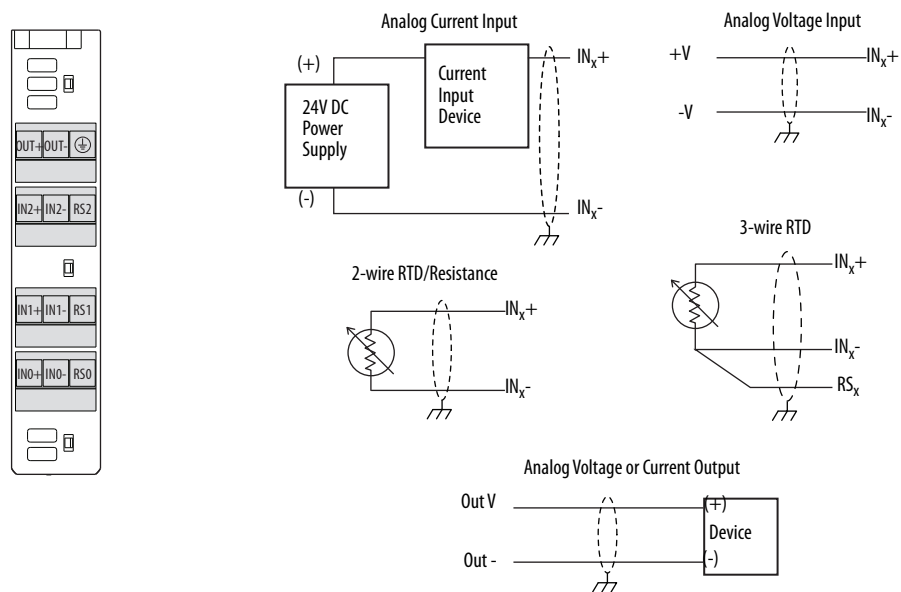 OUT+ OUT-
IN2+ IN2- RS2
IN1+ IN1- RS1
IN0+ IN0- RS0
Analog Current Input
(+)
24V DC
Power
Supply
(-)
Current
Input
Device
INx+
INx-
Analog Voltage Input
+V
INx+
-V
INx-
2-wire RTD/Resistance
INx+
INx-
3-wire RTD
INx+
INx-
RSx
Analog Voltage or Current Output
Out V
(+)
Device
Out -
(-)